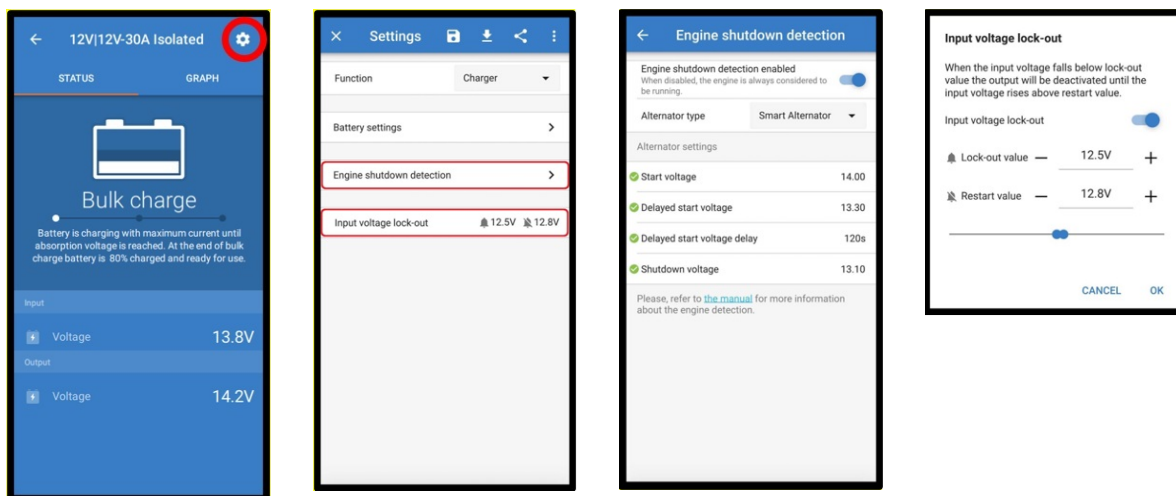 12V|12V-30A Isolated
STATUS
GRAPH
Bulk charge
Battery is charging with maximum current until
absorption voltage is reached. At the end of bulk
charge battery is 80% charged and ready for use.
Input
Voltage 13.8V
Output
Voltage 14.2V
Settings
Function Charger
Battery settings
Engine shutdown detection
Input voltage lock-out 12.5V 12.8V
Engine shutdown detection
Engine shutdown detection enabled
When disabled, the engine is always considered to
be running.
Alternator type Smart Alternator
Alternator settings
Start voltage 14.00
Delayed start voltage 13.30
Delayed start voltage delay 120s
Shutdown voltage 13.10
Please, refer to the manual for more information
about the engine detection.
Input voltage lock-out
When the input voltage falls below lock-out
value the output will be deactivated until the
input voltage rises above restart value.
Input voltage lock-out
Lock-out value — 12.5V +
Restart value — 12.8V +
CANCEL OK